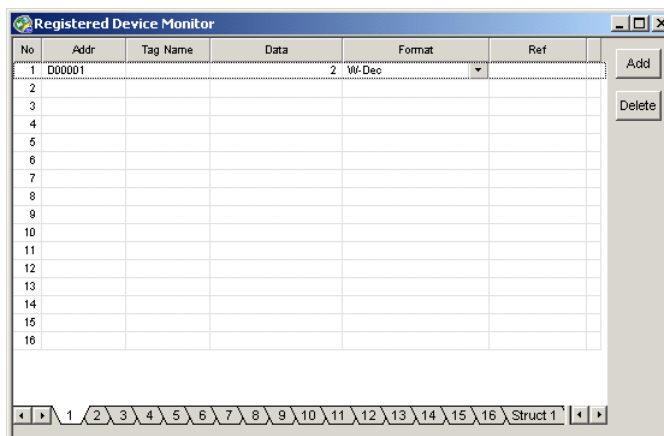 Registered Device Monitor
No Addr Tag Name Data Format Ref
Add
1 D00001 2 W-Dec
2
Delete
3
4
5
6
7
8
9
10
11
12
13
14
15
16
1 2 3 4 5 6 7 8 9 10 11 12 13 14 15 16 Struct 1